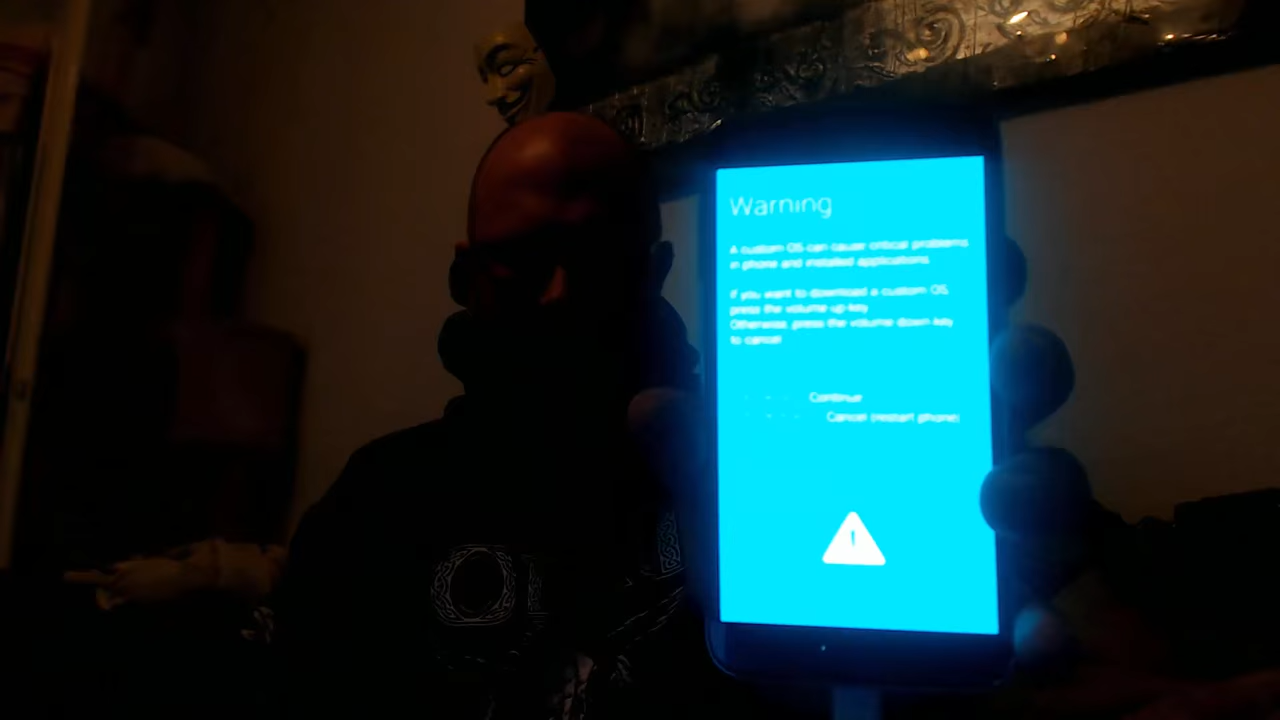 Warning
A custom OS can cause critical problems
in phone and installed applications.
If you want to download a custom OS,
press the volume up key.
Otherwise, press the volume down key
to cancel.
Continue
Cancel (restart phone)